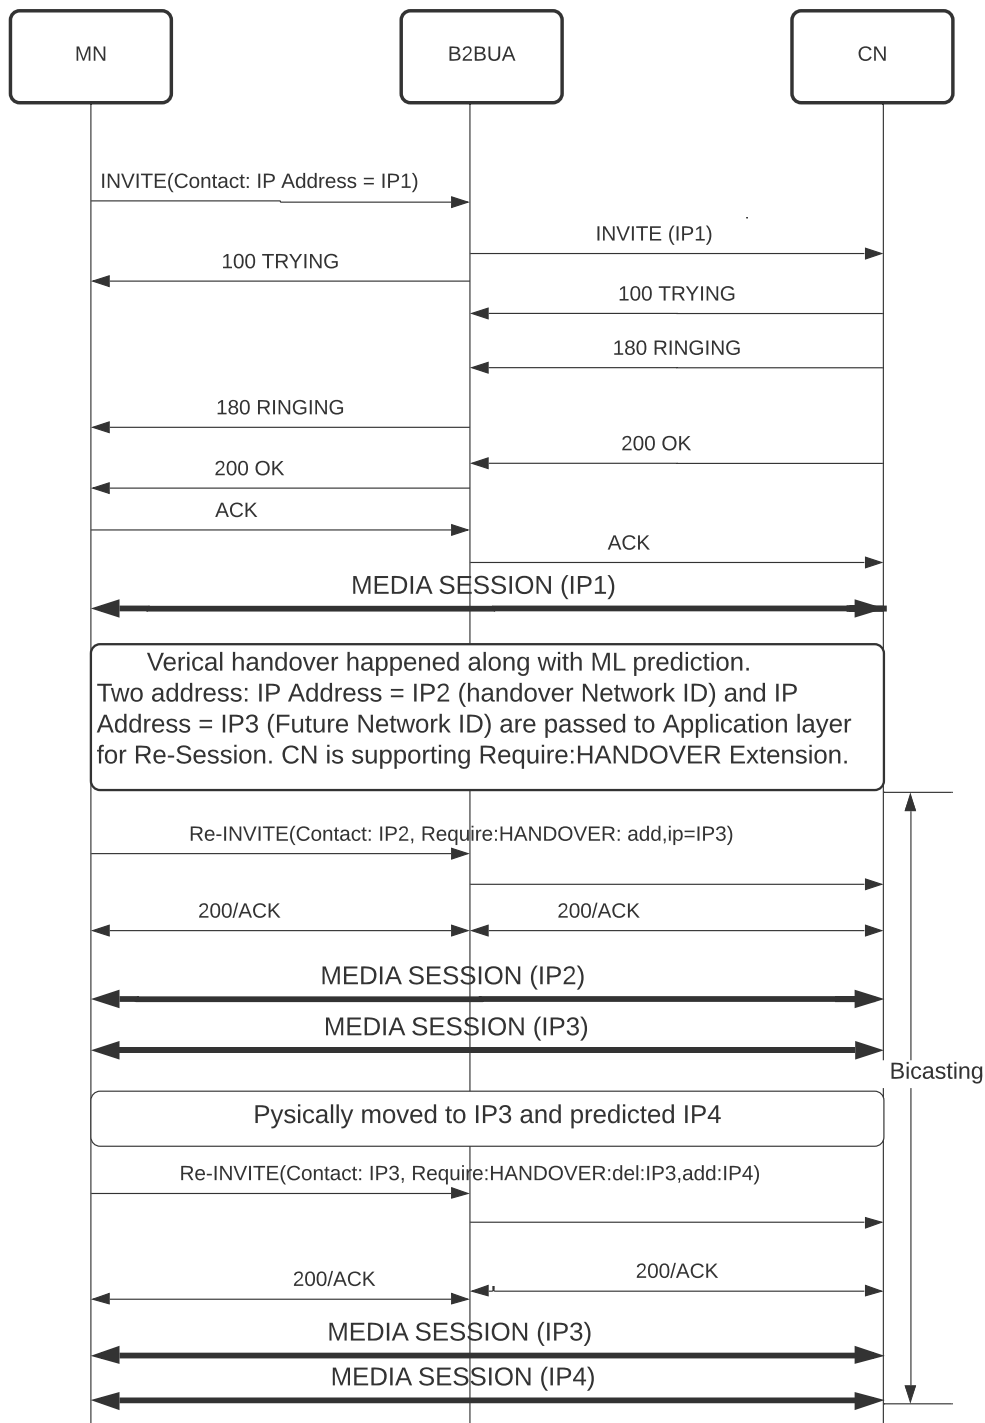 MN
B2BUA
CN
INVITE(Contact: IP Address = IP1)
INVITE (IP1)
100 TRYING
100 TRYING
180 RINGING
180 RINGING
200 OK
200 OK
ACK
ACK
MEDIA SESSION (IP1)
Verical handover happened along with ML prediction.
Two address: IP Address = IP2 (handover Network ID) and IP
Address = IP3 (Future Network ID) are passed to Application layer
for Re-Session. CN is supporting Require:HANDOVER Extension.
Re-INVITE(Contact: IP2, Require:HANDOVER: add,ip=IP3)
200/ACK
200/ACK
MEDIA SESSION (IP2)
MEDIA SESSION (IP3)
Bicasting
Pysically moved to IP3 and predicted IP4
Re-INVITE(Contact: IP3, Require:HANDOVER:del:IP3,add:IP4)
200/ACK
200/ACK
MEDIA SESSION (IP3)
MEDIA SESSION (IP4)